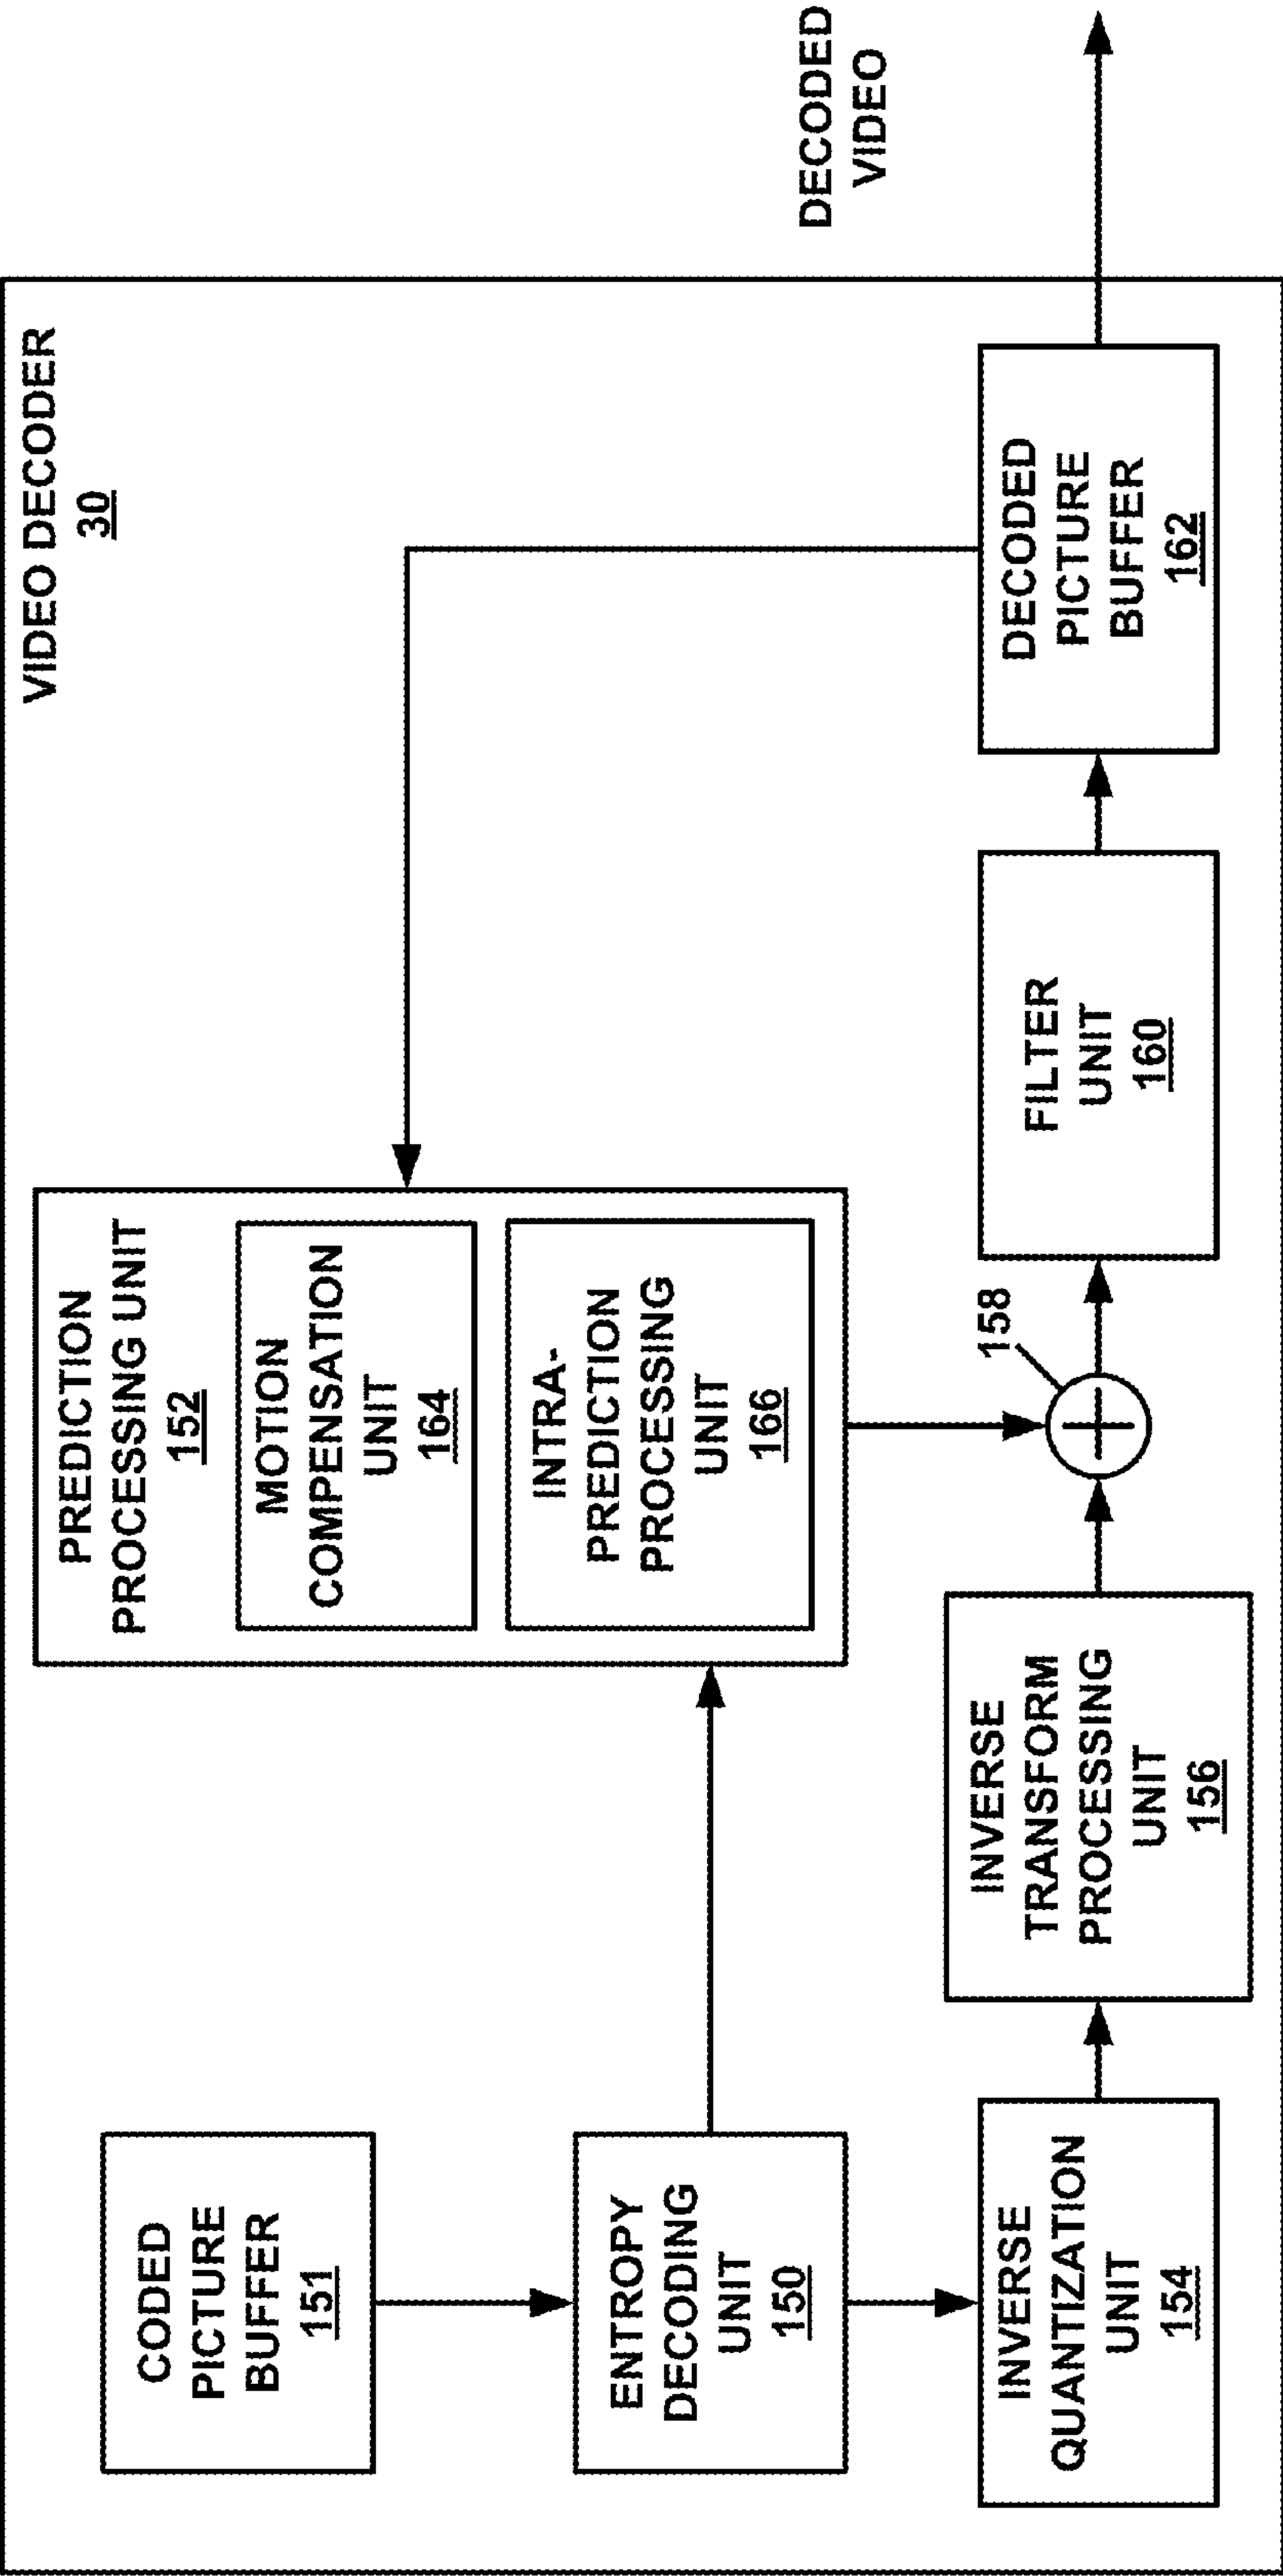 VIDEO DECODER
30
CODED
PICTURE
BUFFER
151
PREDICTION
PROCESSING UNIT
152
MOTION
COMPENSATION
UNIT
164
INTRA-
PREDICTION
PROCESSING
UNIT
166
ENTROPY
DECODING
UNIT
150
INVERSE
QUANTIZATION
UNIT
154
INVERSE
TRANSFORM
PROCESSING
UNIT
156
158
FILTER
UNIT
160
DECODED
PICTURE
BUFFER
162
DECODED
VIDEO